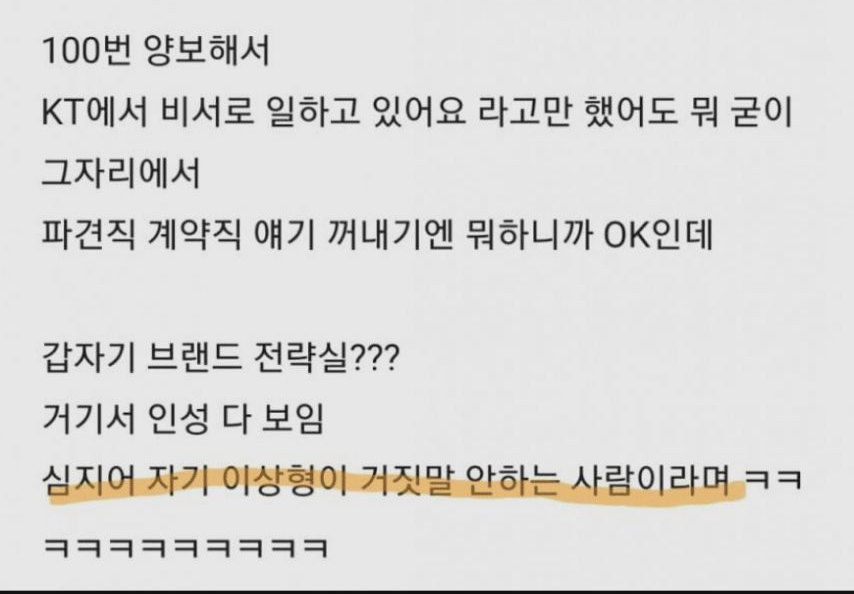 100번 양보해서
KT에서 비서로 일하고 있어요 라고만 했어도 뭐 굳이
그자리에서
파견직 계약직 얘기 꺼내기엔 뭐하니까 OK인데
갑자기 브랜드 전략실???
거기서 인성 다 보임
심지어 자기 이상형이 거짓말 안하는 사람이라며 ㅋㅋ
ㅋㅋㅋㅋㅋㅋㅋㅋㅋ